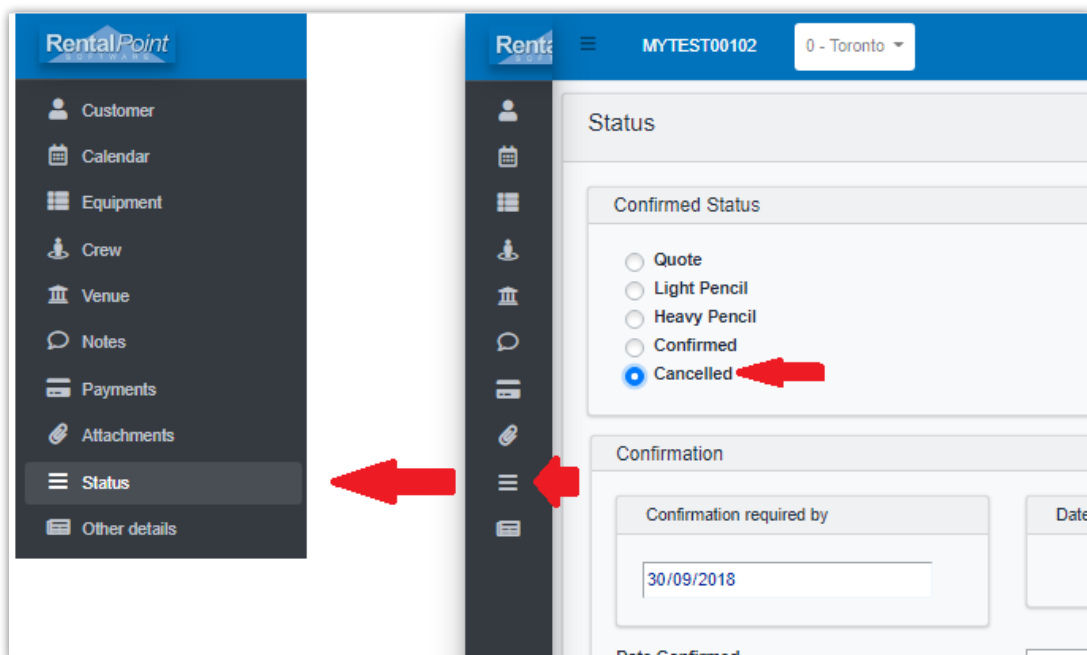 RentalPoint
SOFTWARE
Customer
Calendar
Equipment
Crew
Venue
Notes
Payments
Attachments
Status
Other details
MYTEST00102
0 - Toronto
Status
Confirmed Status
Quote
Light Pencil
Heavy Pencil
Confirmed
Cancelled
Confirmation
Confirmation required by
Date
30/09/2018